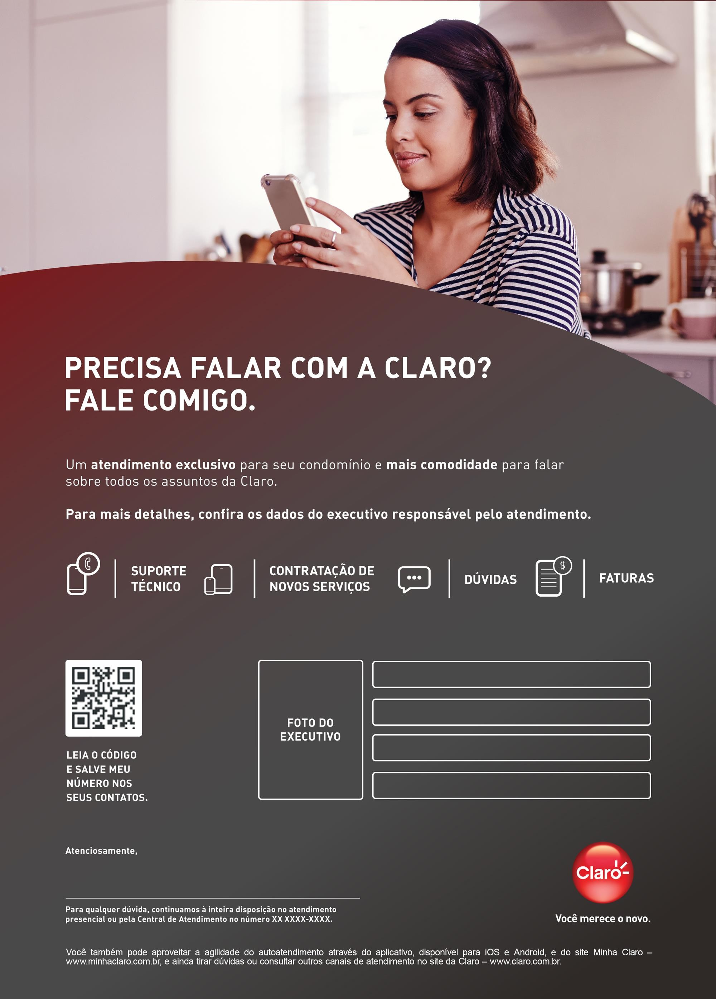 PRECISA FALAR COM A CLARO?
FALE COMIGO.
Um atendimento exclusivo para seu condomínio e mais comodidade para falar
sobre todos os assuntos da Claro.
Para mais detalhes, confira os dados do executivo responsável pelo atendimento.
SUPORTE
TÉCNICO
CONTRATAÇÃO DE
NOVOS SERVIÇOS
DÚVIDAS
$
FATURAS
LEIA O CÓDIGO
E SALVE MEU
NÚMERO NOS
SEUS CONTATOS.
FOTO DO
EXECUTIVO
Atenciosamente,
Para qualquer dúvida, continuamos à inteira disposição no atendimento
presencial ou pela Central de Atendimento no número XX XXXX-XXXX.
Claro
Você merece o novo.
Você também pode aproveitar a agilidade do autoatendimento através do aplicativo, disponível para iOS e Android, e do site Minha Claro –
www.minhaclaro.com.br, e ainda tirar dúvidas ou consultar outros canais de atendimento no site da Claro – www.claro.com.br.